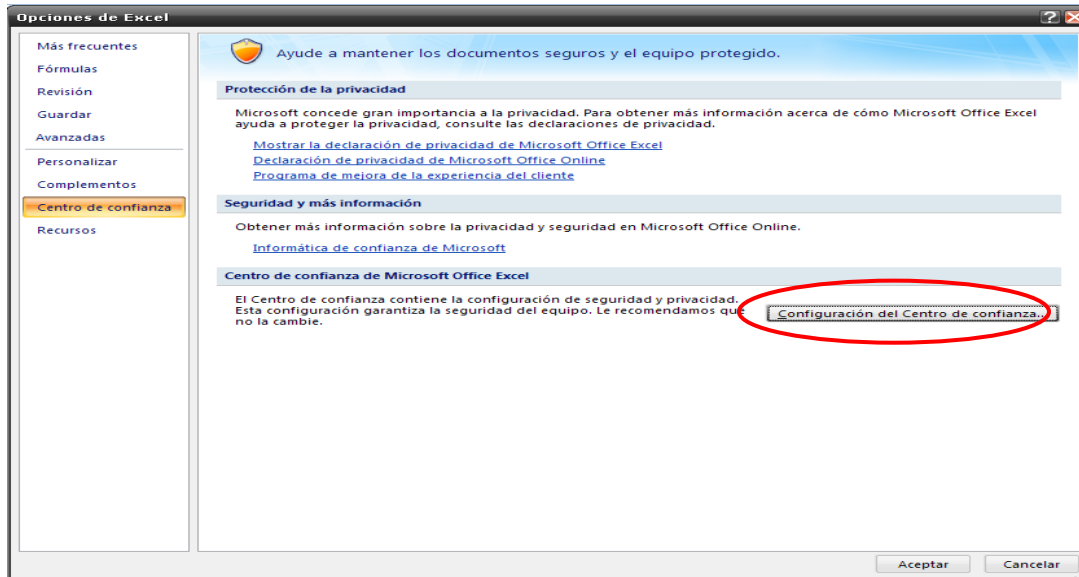 Opciones de Excel
Más frecuentes
Fórmulas
Revisión
Guardar
Avanzadas
Personalizar
Complementos
Centro de confianza
Recursos
Ayude a mantener los documentos seguros y el equipo protegido.
Protección de la privacidad
Microsoft concede gran importancia a la privacidad. Para obtener más información acerca de cómo Microsoft Office Excel
ayuda a proteger la privacidad, consulte las declaraciones de privacidad.
Mostrar la declaración de privacidad de Microsoft Office Excel
Declaración de privacidad de Microsoft Office Online
Programa de mejora de la experiencia del cliente
Seguridad y más información
Obtener más información sobre la privacidad y seguridad en Microsoft Office Online.
Informática de confianza de Microsoft
Centro de confianza de Microsoft Office Excel
El Centro de confianza contiene la configuración de seguridad y privacidad.
Esta configuración garantiza la seguridad del equipo. Le recomendamos que
no la cambie.
Configuración del Centro de confianza...
Aceptar
Cancelar